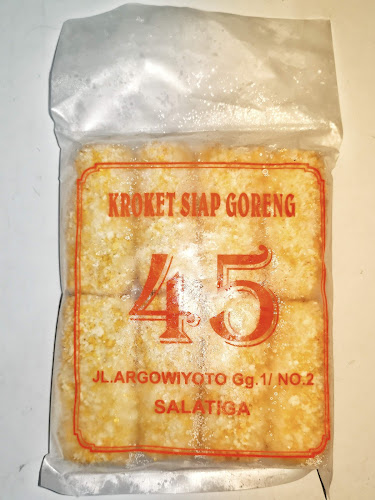 KROKET SIAP GORENG
45
JL.ARGOWIYOTO Gg.1/ NO.2
SALATIGA